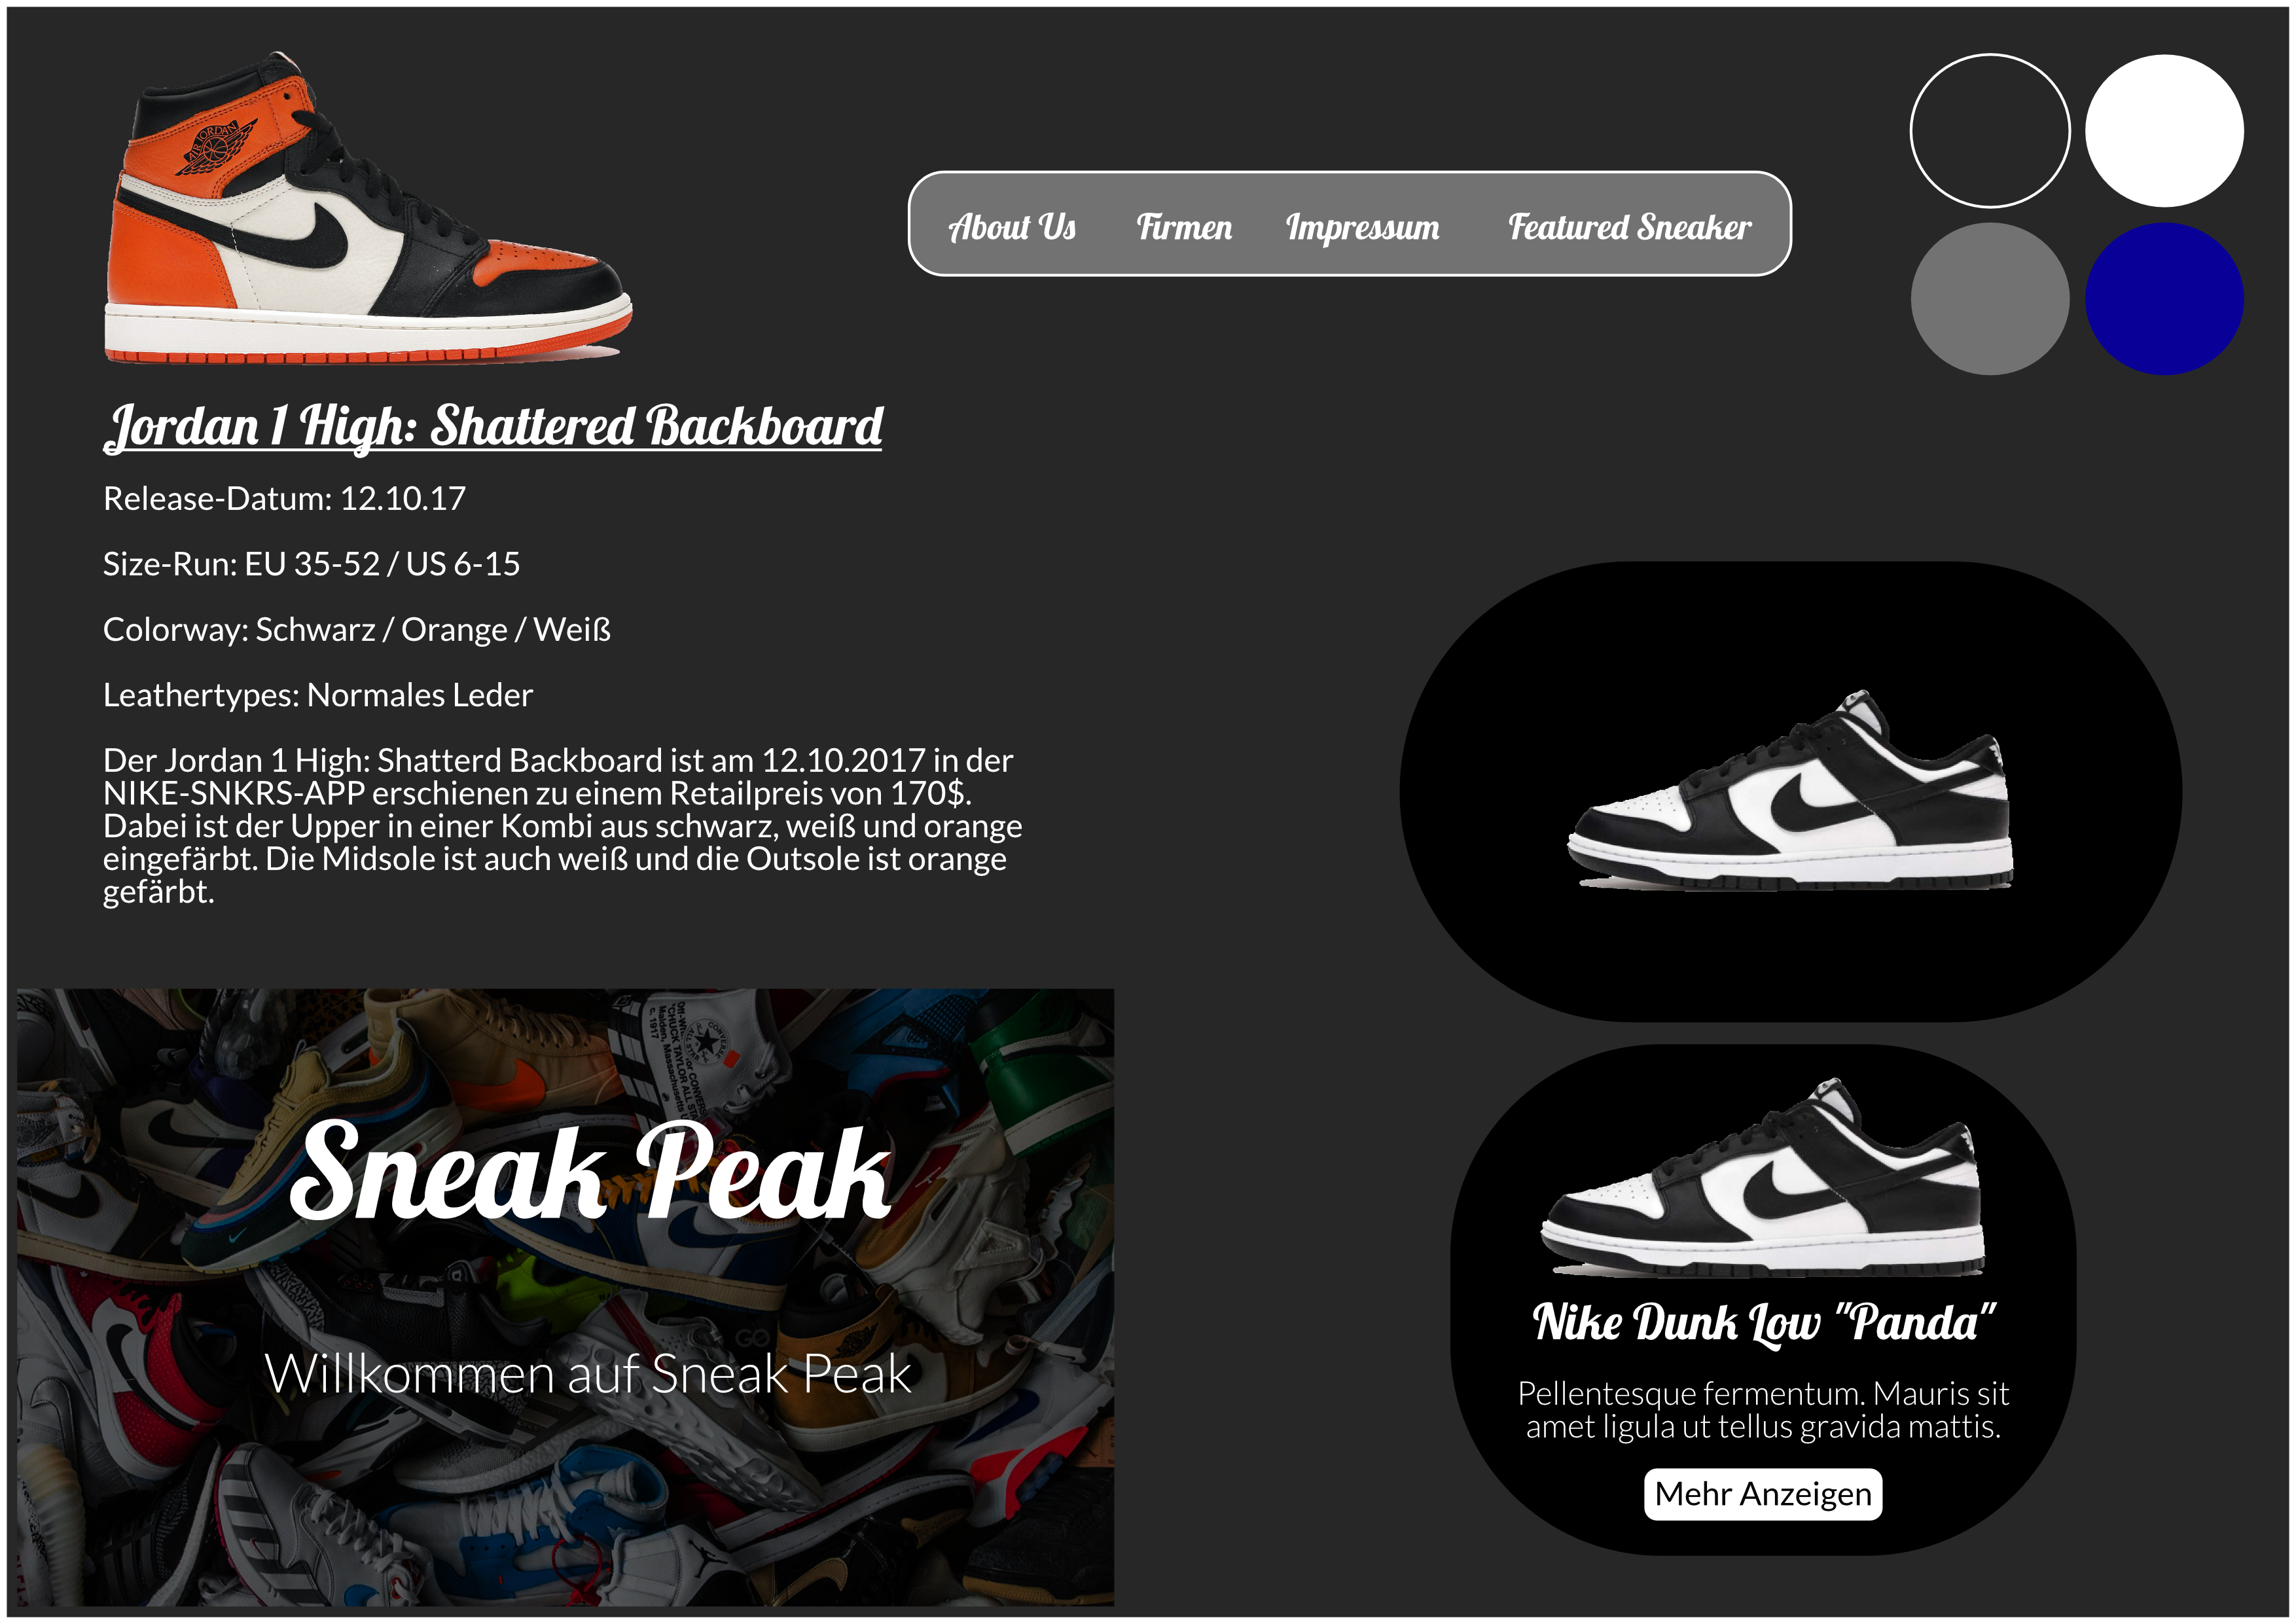 AIR JORDAN
About Us Firmen Impressum Featured Sneaker
Jordan 1 High: Shattered Backboard
Release-Datum: 12.10.17
Size-Run: EU 35-52 / US 6-15
Colorway: Schwarz / Orange / Weiß
Leathertypes: Normales Leder
Der Jordan 1 High: Shatterd Backboard ist am 12.10.2017 in der
NIKE-SNKRS-APP erschienen zu einem Retailpreis von 170$.
Dabei ist der Upper in einer Kombi aus schwarz, weiß und orange
eingefärbt. Die Midsole ist auch weiß und die Outsole ist orange
gefärbt.
c. 1917
CONVERSE
Sneak Peak
GO
Willkommen auf Sneak Peak
Nike Dunk Low "Panda"
Pellentesque fermentum. Mauris sit
amet ligula ut tellus gravida mattis.
Mehr Anzeigen